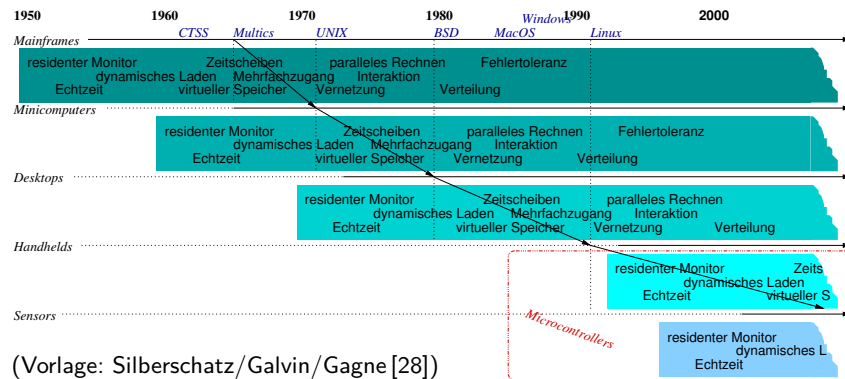 1950 1960 1970 1980 1990 2000
Windows
CTSS Multics UNIX BSD MacOS Linux
Mainframes
residenter Monitor Zeitscheiben paralleles Rechnen Fehlertoleranz
dynamisches Laden Mehrfachzugang Interaktion
Echtzeit virtueller Speicher Vernetzung Verteilung
Minicomputers
residenter Monitor Zeitscheiben paralleles Rechnen Fehlertoleranz
dynamisches Laden Mehrfachzugang Interaktion
Echtzeit virtueller Speicher Vernetzung Verteilung
Desktops
residenter Monitor Zeitscheiben paralleles Rechnen
dynamisches Laden Mehrfachzugang Interaktion
Echtzeit virtueller Speicher Vernetzung Verteilung
Handhelds
residenter Monitor Zeits
dynamisches Laden
Echtzeit virtueller S
Sensors
Microcontrollers
residenter Monitor
dynamisches L
Echtzeit
(Vorlage: Silberschatz/Galvin/Gagne [28])